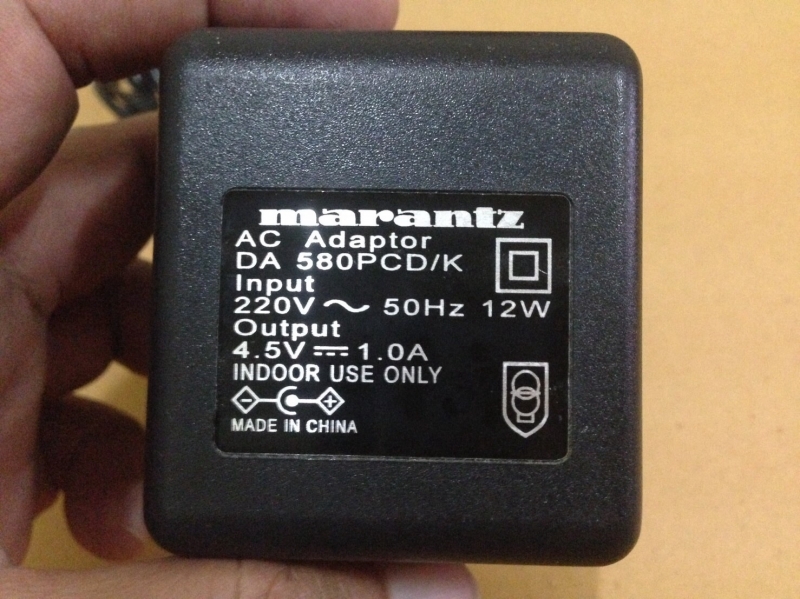 marantz
AC Adaptor
DA 580PCD/K
Input
220V ~ 50Hz 12W
Output
4.5V ⎓ 1.0A
INDOOR USE ONLY
- +
MADE IN CHINA